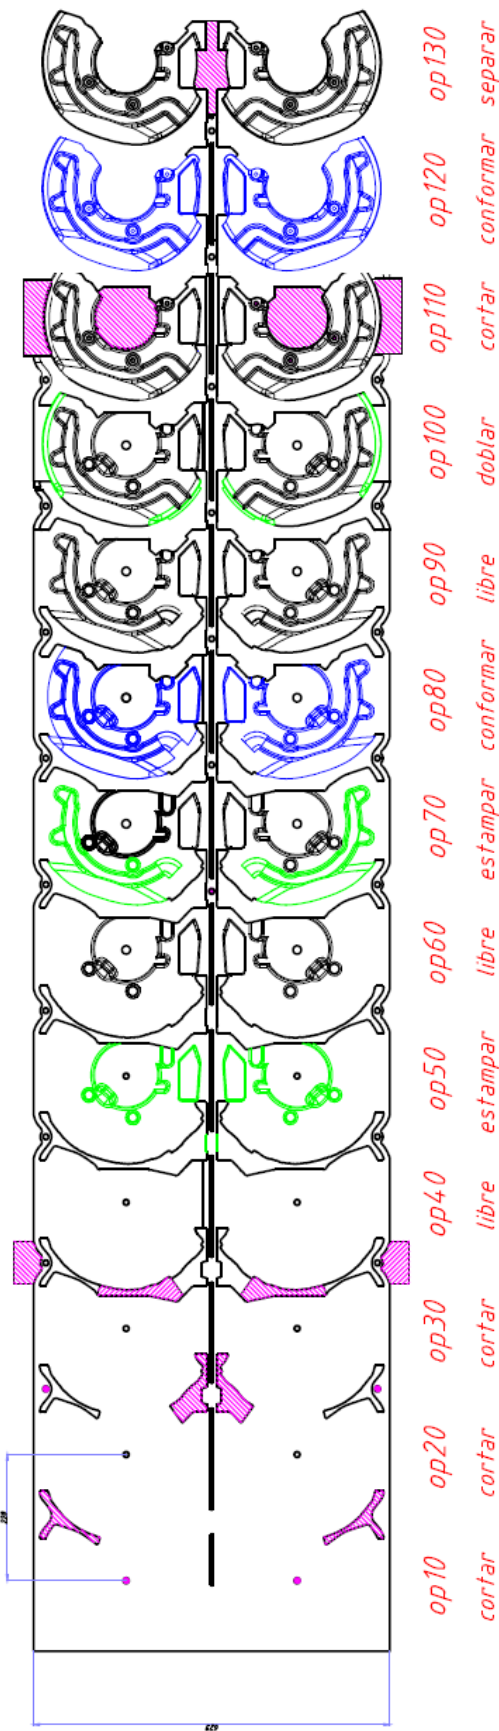 op130
separar
op120
conformar
op110
cortar
op100
doblar
op90
libre
op80
conformar
op70
estampar
op60
libre
op50
estampar
op40
libre
op30
cortar
op20
cortar
op10
cortar